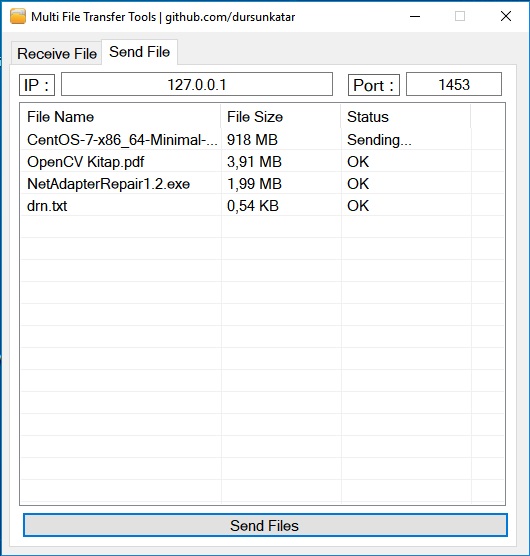 Multi File Transfer Tools | github.com/dursunkatar
Receive File Send File
IP : 127.0.0.1 Port : 1453
File Name File Size Status
CentOS-7-x86_64-Minimal-... 918 MB Sending...
OpenCV Kitap.pdf 3,91 MB OK
NetAdapterRepair1.2.exe 1,99 MB OK
drn.txt 0,54 KB OK
Send Files